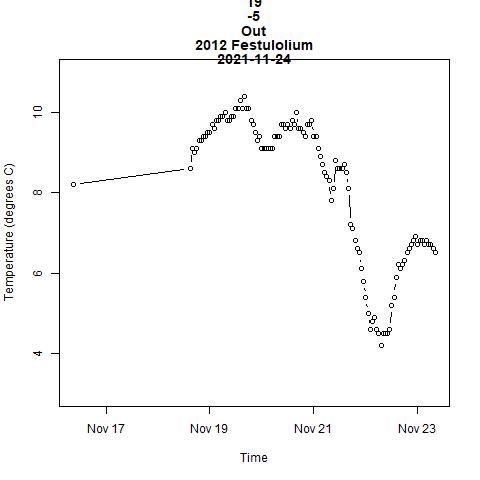 19
-5
Out
2012 Festulolium
2021-11-24
Temperature (degrees C)
10
8
6
4
Nov 17 Nov 19 Nov 21 Nov 23
Time